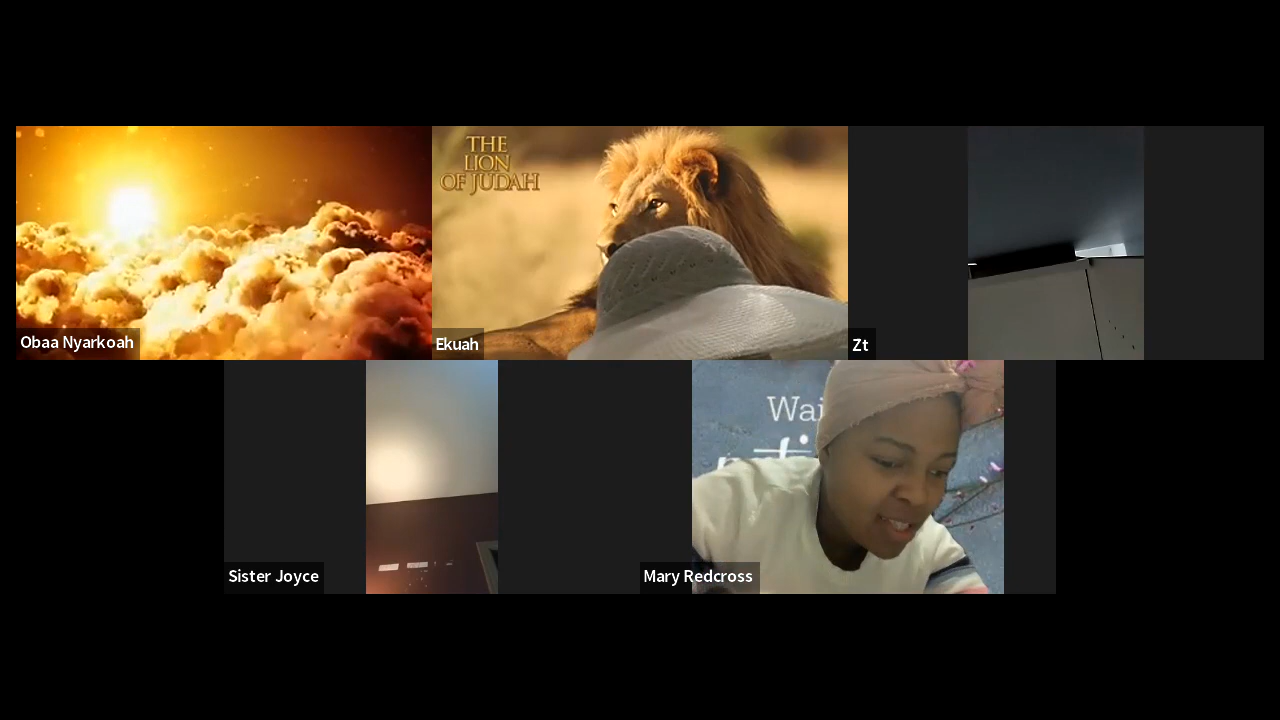 THE
LION
OF JUDAH
Obaa Nyarkoah
Ekuah
Zt
Wai
Sister Joyce
Mary Redcross